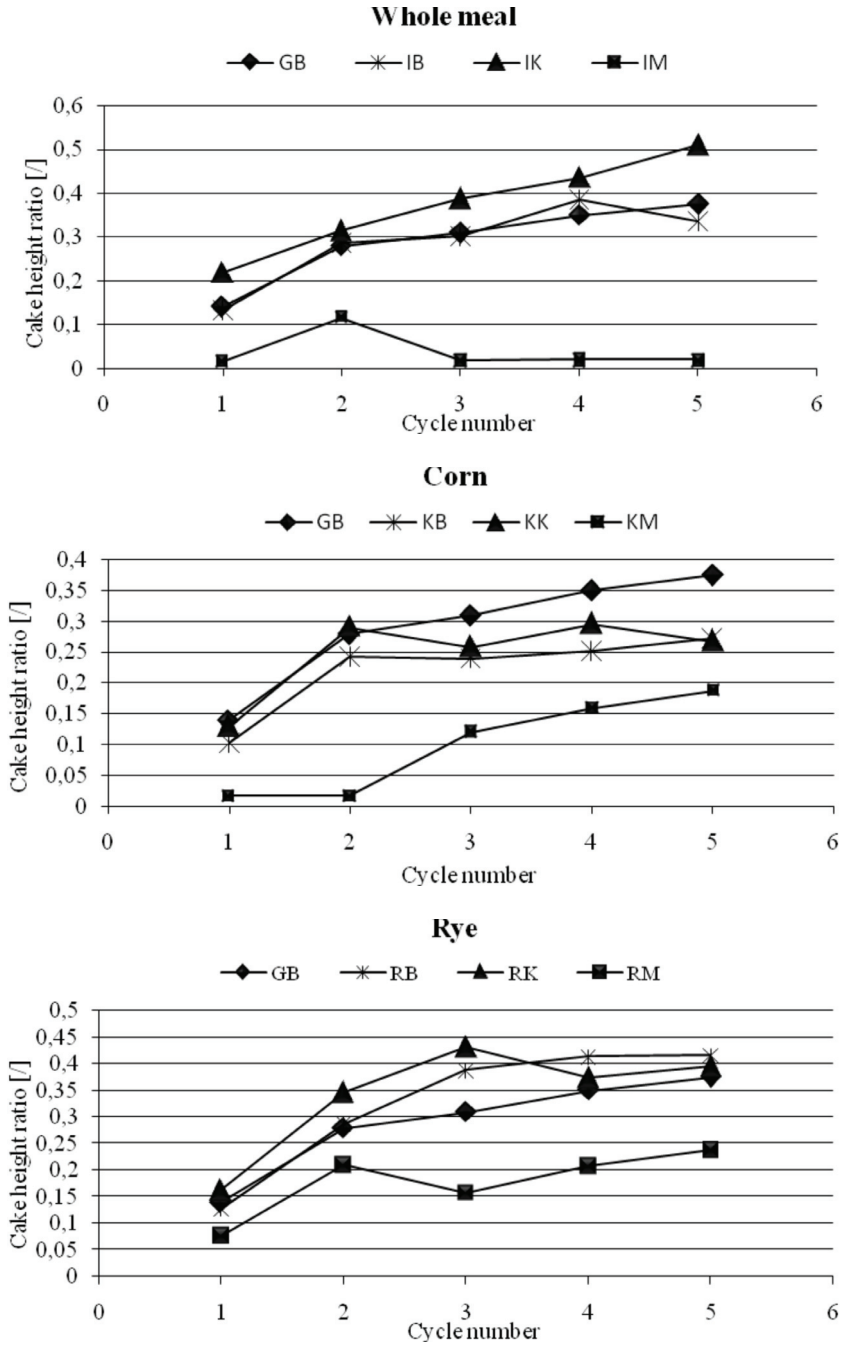 Whole meal
GB IB IK IM
Cake height ratio [/]
0,6
0,5
0,4
0,3
0,2
0,1
0
0 1 2 3 4 5 6
Cycle number
Corn
GB KB KK KM
Cake height ratio [/]
0,4
0,35
0,3
0,25
0,2
0,15
0,1
0,05
0
0 1 2 3 4 5 6
Cycle number
Rye
GB RB RK RM
Cake height ratio [/]
0,5
0,45
0,4
0,35
0,3
0,25
0,2
0,15
0,1
0,05
0
0 1 2 3 4 5 6
Cycle number